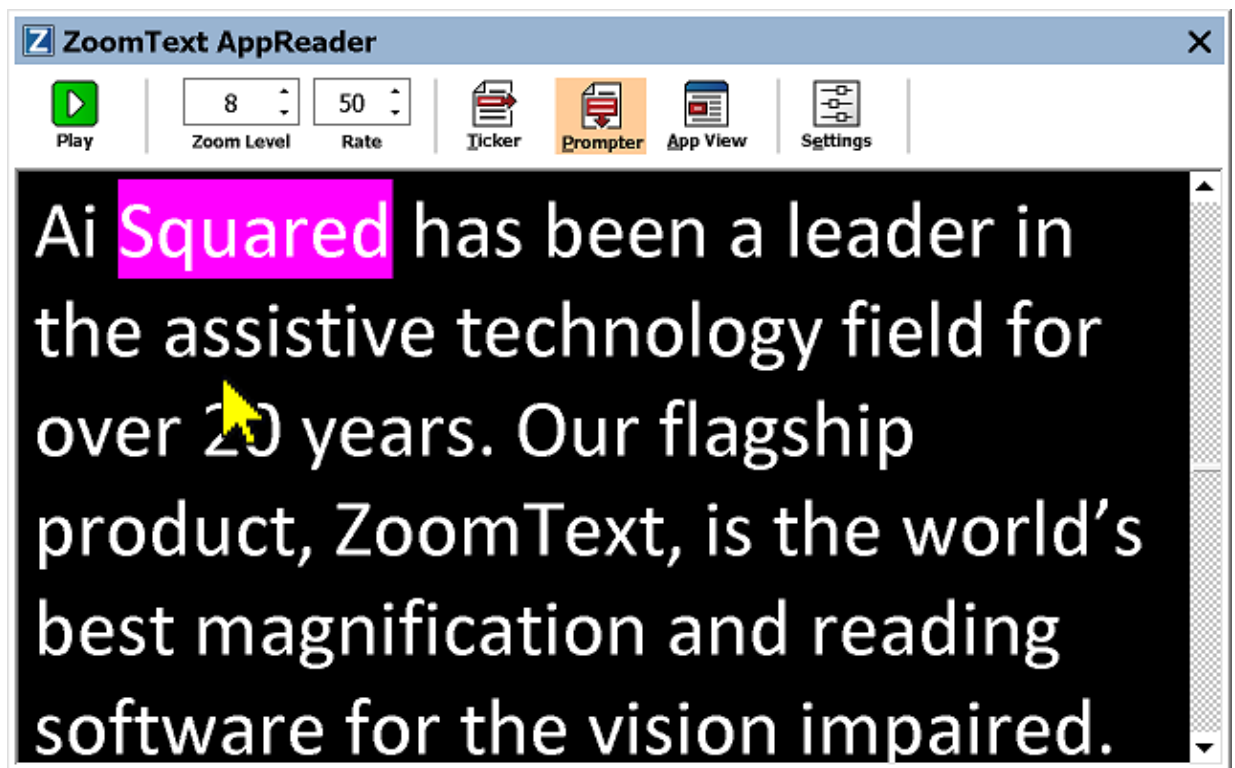 ZoomText AppReader
8 50
Play Zoom Level Rate Ticker Prompter App View Settings
Ai Squared has been a leader in
the assistive technology field for
over 20 years. Our flagship
product, ZoomText, is the world’s
best magnification and reading
software for the vision impaired.